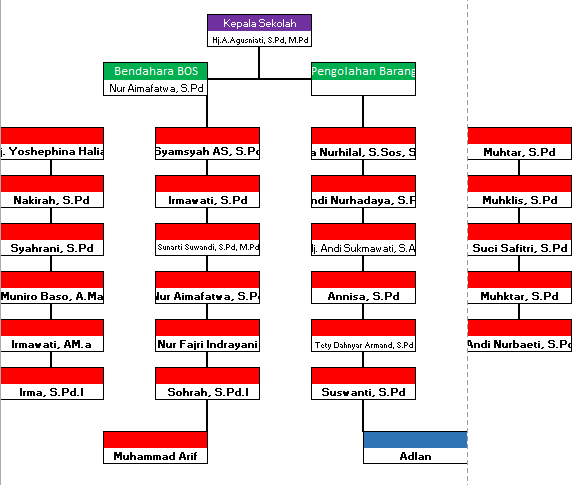 Kepala Sekolah
Hj.A.Agusniati, S.Pd, M.Pd
Bendahara BOS
Pengolahan Barang
Nur Aimafatwa, S.Pd
j. Yoshephina Halia
Syamsyah AS, S.Pd
a Nurhilal, S.Sos, S
Muhtar, S.Pd
Nakirah, S.Pd
Irmawati, S.Pd
ndi Nurhadaya, S.P
Muhklis, S.Pd
Syahrani, S.Pd
Sunarti Suwandi, S.Pd, M.Pd
Hj. Andi Sukmawati, S.A
Suci Safitri, S.Pd
Muniro Baso, A.Ma
Nur Aimafatwa, S.Pd
Annisa, S.Pd
Muhktar, S.Pd
Irmawati, AM.a
Nur Fajri Indrayani
Tety Dahnyar Armand, S.Pd
Andi Nurbaeti, S.Pd
Irma, S.Pd.I
Sohrah, S.Pd.I
Suswanti, S.Pd
Muhammad Arif
Adlan